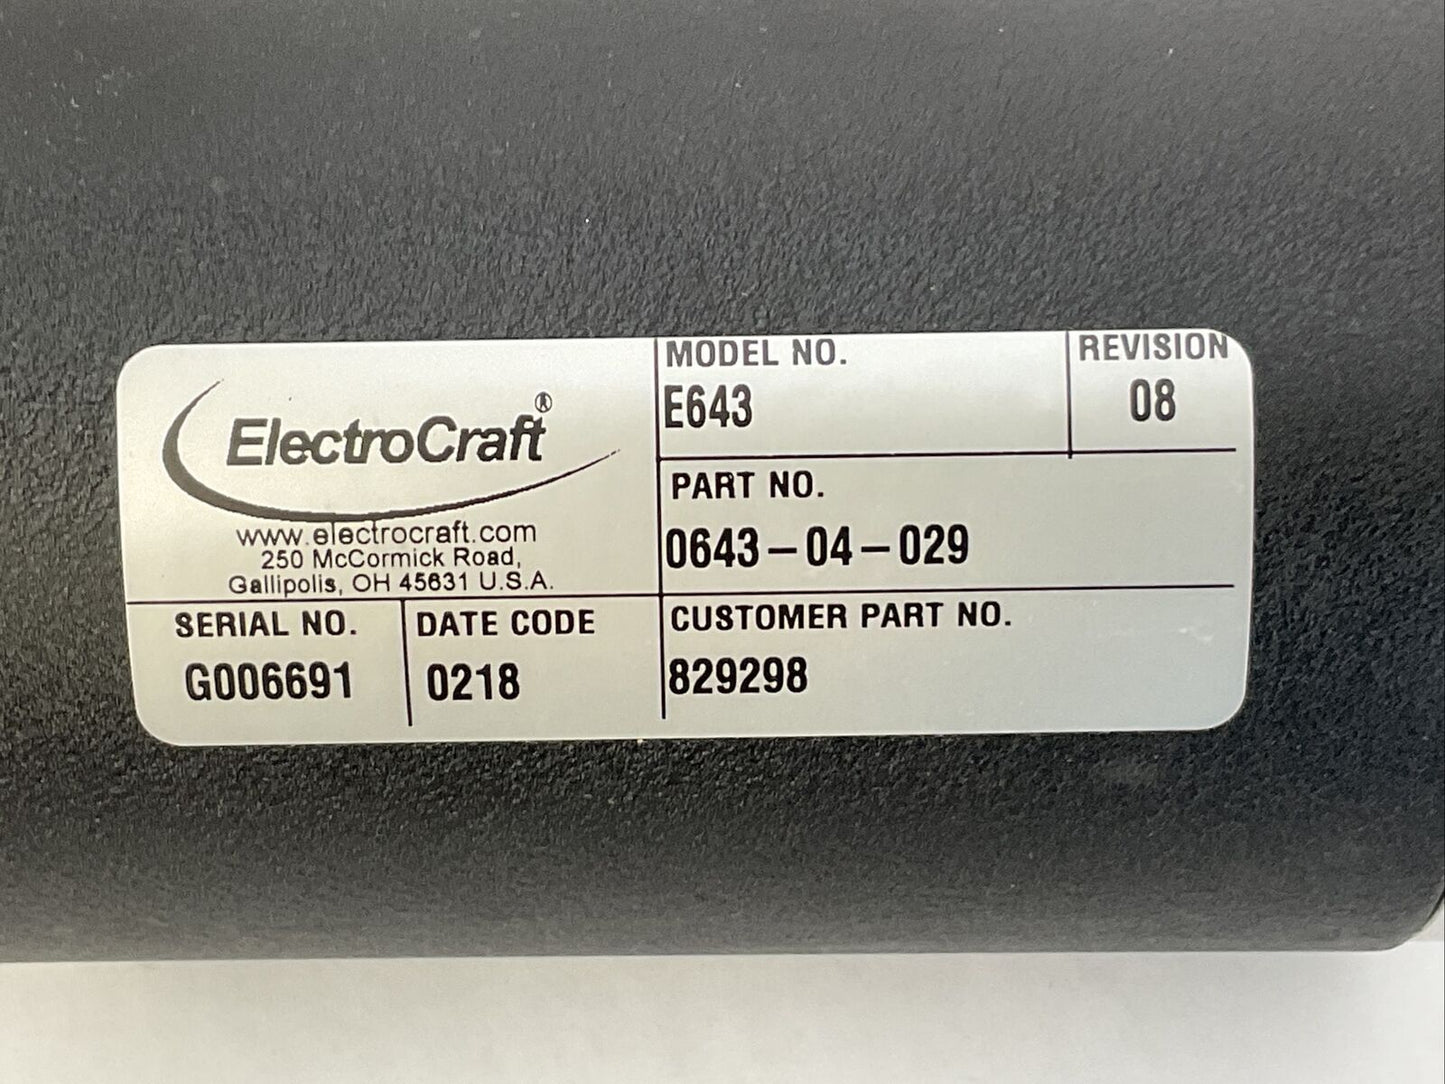 ElectroCraft®
www.electrocraft.com
250 McCormick Road,
Gallipolis, OH 45631 U.S.A.
MODEL NO.
E643
REVISION
08
PART NO.
0643-04-029
SERIAL NO.
G006691
DATE CODE
0218
CUSTOMER PART NO.
829298